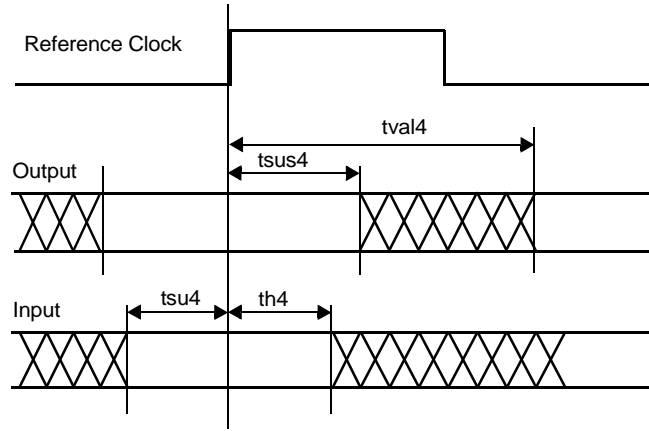 Reference Clock
tval4
tsus4
Output
tsu4
th4
Input